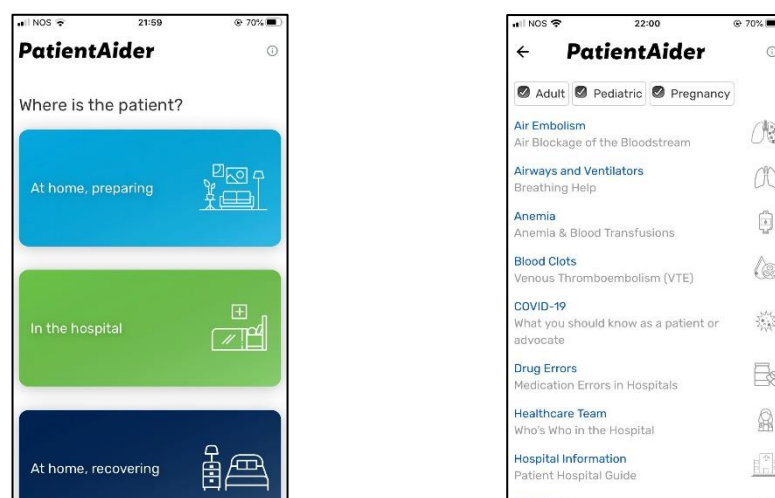 NOS 21:59 70%
PatientAider
Where is the patient?
At home, preparing
In the hospital
At home, recovering
NOS 22:00 70%
PatientAider
Adult Pediatric Pregnancy
Air Embolism
Air Blockage of the Bloodstream
Airways and Ventilators
Breathing Help
Anemia
Anemia & Blood Transfusions
Blood Clots
Venous Thromboembolism (VTE)
COVID-19
What you should know as a patient or
advocate
Drug Errors
Medication Errors in Hospitals
Healthcare Team
Who's Who in the Hospital
Hospital Information
Patient Hospital Guide